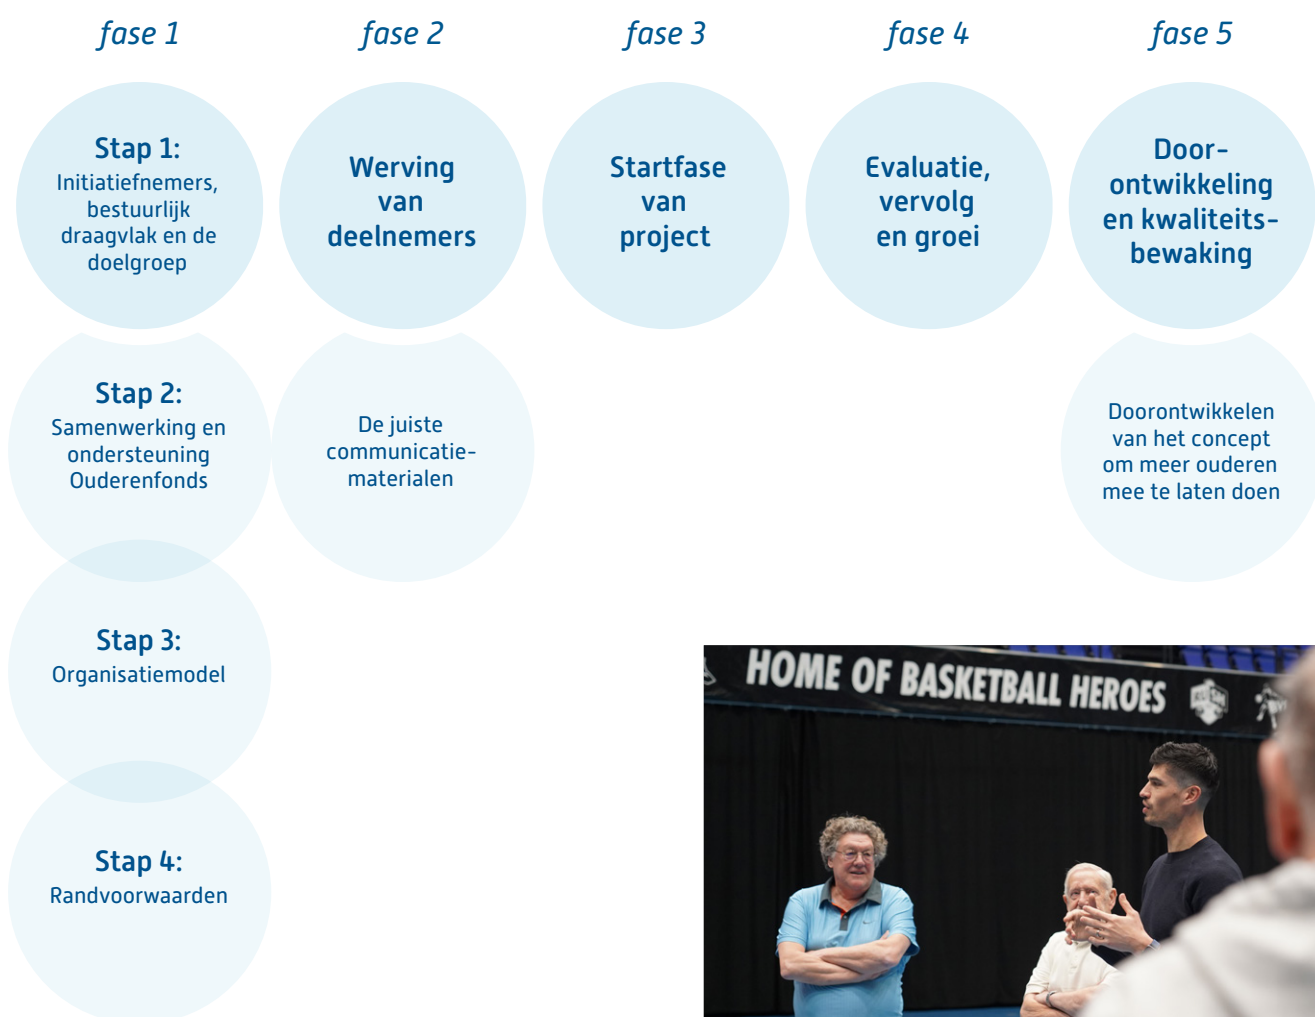 fase 1
fase 2
fase 3
fase 4
fase 5
Stap 1:
Initiatiefnemers,
bestuurlijk
draagvlak en de
doelgroep
Werving
van
deelnemers
Startfase
van
project
Evaluatie,
vervolg
en groei
Door-
ontwikkeling
en kwaliteits-
bewaking
Stap 2:
Samenwerking en
ondersteuning
Ouderenfonds
De juiste
communicatie-
materialen
Doorontwikkelen
van het concept
om meer ouderen
mee te laten doen
Stap 3:
Organisatiemodel
Stap 4:
Randvoorwaarden
HOME OF BASKETBALL HEROES